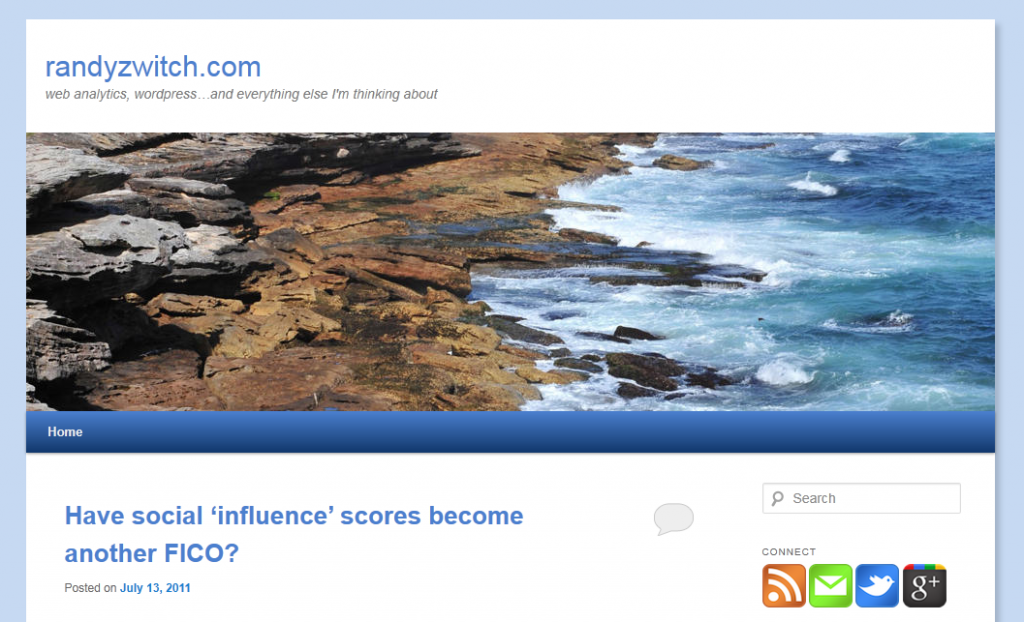 randyzwitch.com
web analytics, wordpress…and everything else I'm thinking about
Home
Have social ‘influence’ scores become
another FICO?
Posted on July 13, 2011
Search
CONNECT
g+